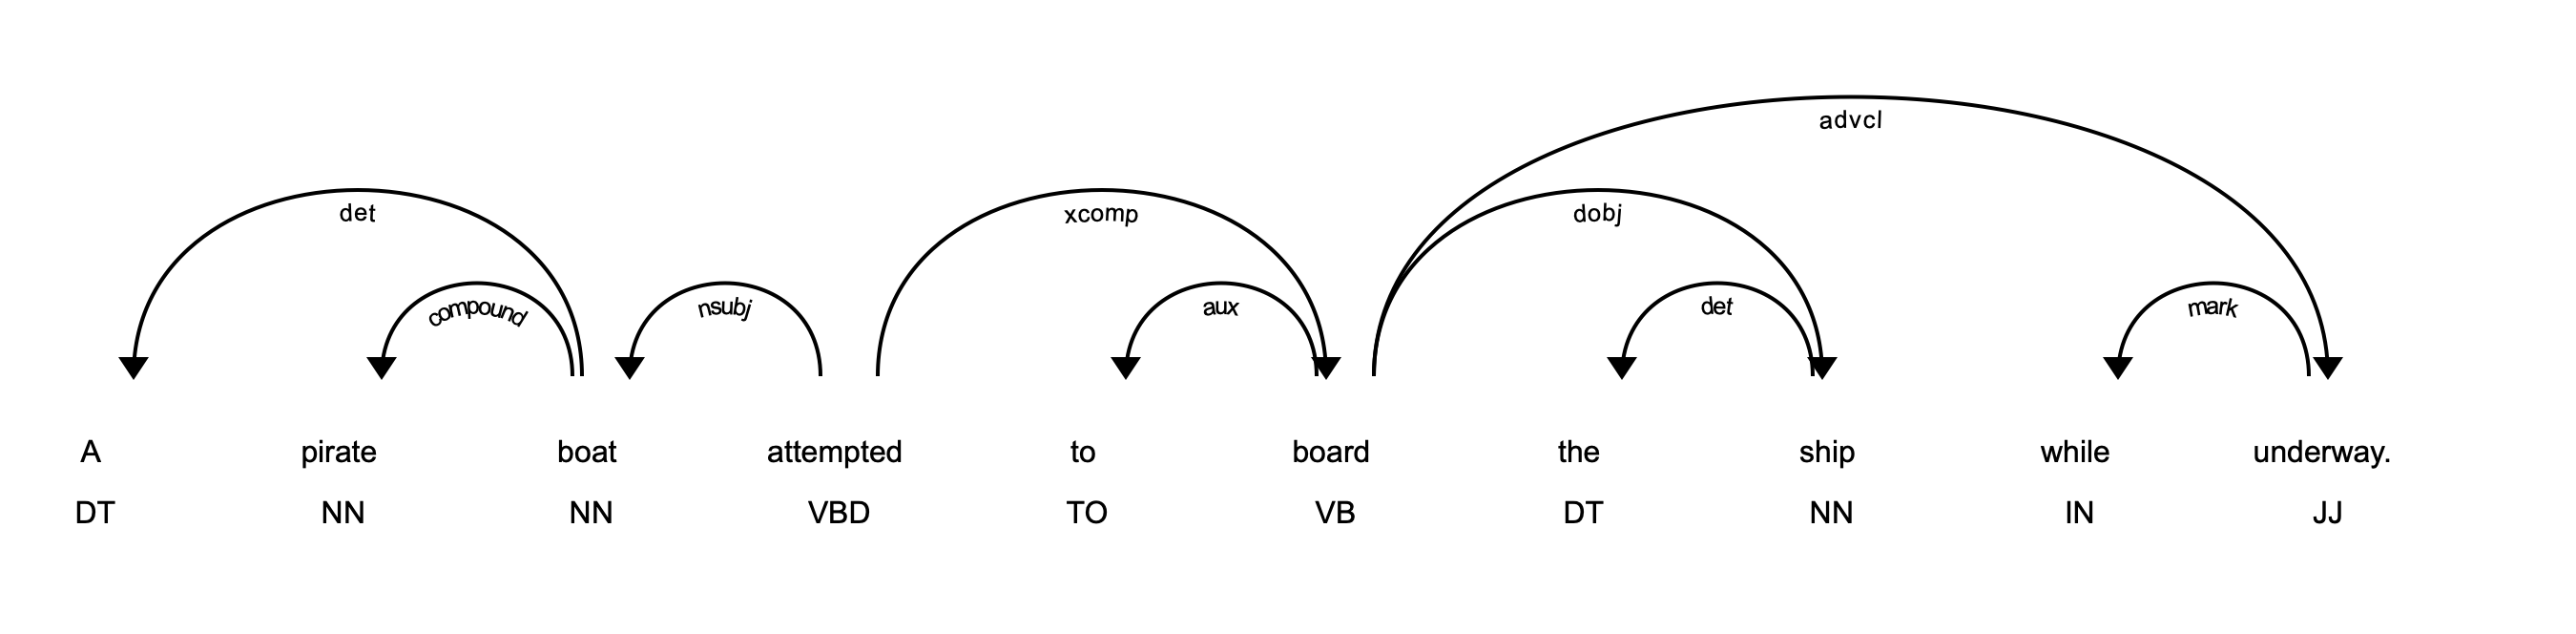 advcl
det xcomp dobj
compound nsubj aux det mark
A pirate boat attempted to board the ship while underway.
DT NN NN VBD TO VB DT NN IN JJ